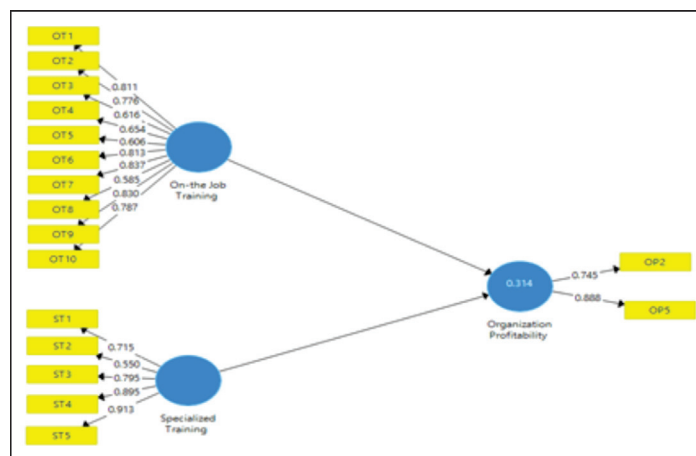 OT1
OT2
OT3
OT4
OT5
OT6
OT7
OT8
OT9
OT10
0.811
0.776
0.616
0.654
0.606
0.813
0.837
0.585
0.830
0.787
On-the Job
Training
ST1
ST2
ST3
ST4
ST5
0.715
0.550
0.795
0.895
0.913
Specialized
Training
0.314
Organization
Profitability
0.745
0.888
OP2
OP5